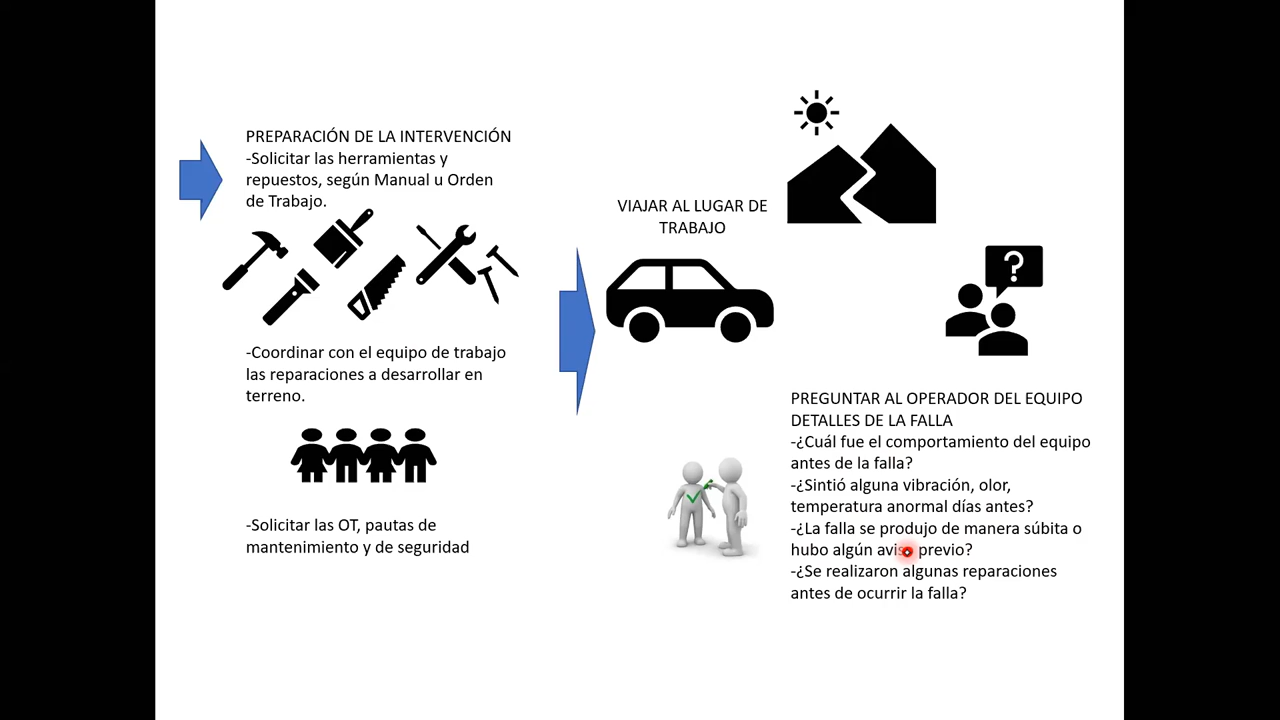 PREPARACIÓN DE LA INTERVENCIÓN
-Solicitar las herramientas y
repuestos, según Manual u Orden
de Trabajo.
-Coordinar con el equipo de trabajo
las reparaciones a desarrollar en
terreno.
-Solicitar las OT, pautas de
mantenimiento y de seguridad
VIAJAR AL LUGAR DE
TRABAJO
?
PREGUNTAR AL OPERADOR DEL EQUIPO
DETALLES DE LA FALLA
-¿Cuál fue el comportamiento del equipo
antes de la falla?
-¿Sintió alguna vibración, olor,
temperatura anormal días antes?
-¿La falla se produjo de manera súbita o
hubo algún aviso previo?
-¿Se realizaron algunas reparaciones
antes de ocurrir la falla?